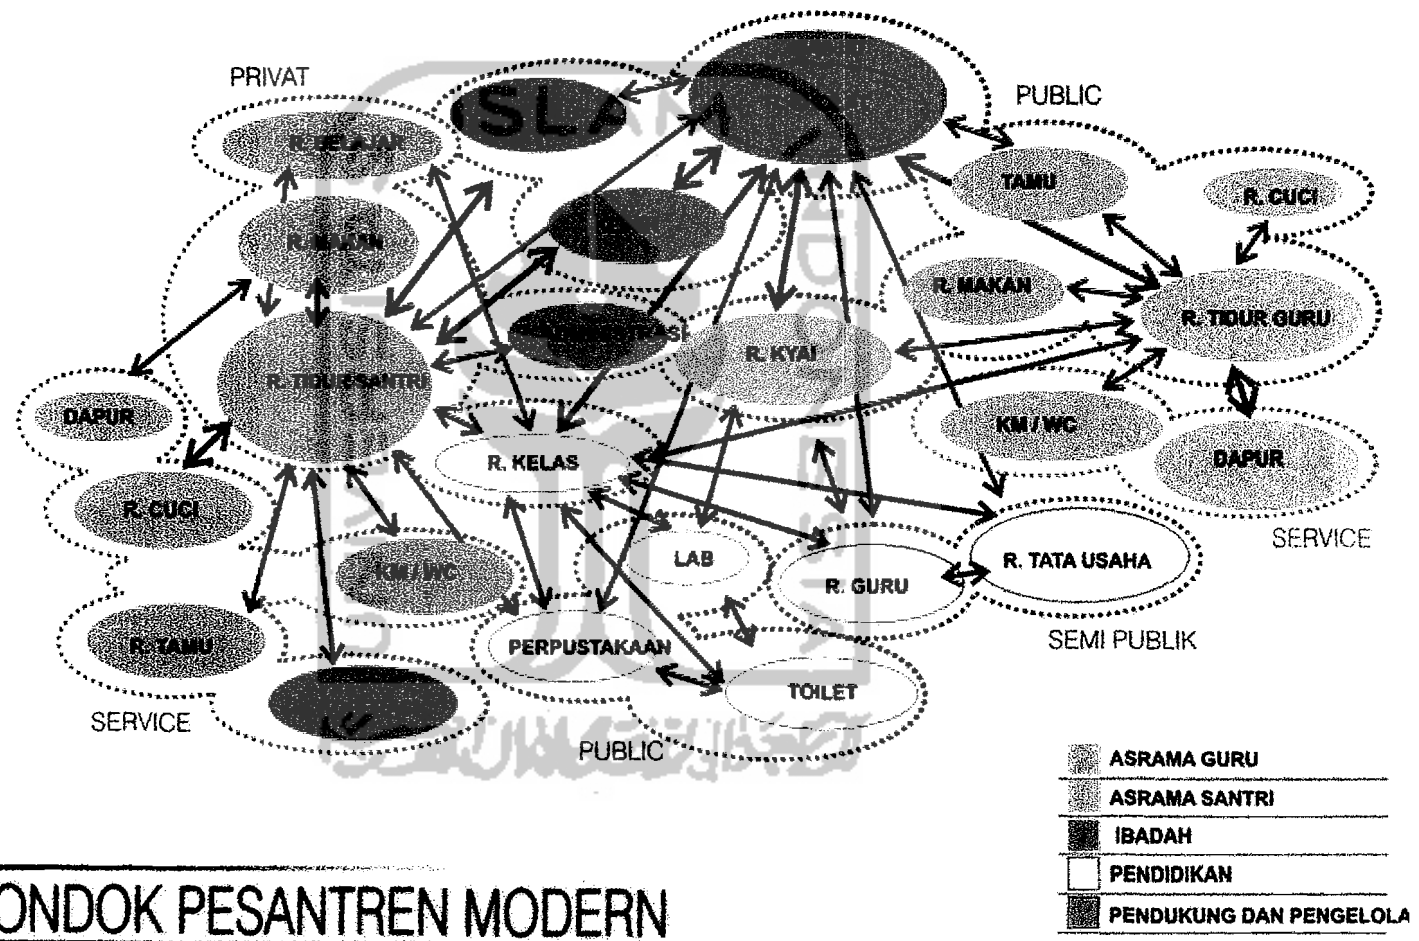 PRIVAT
PUBLIC
ISLAM
R. BELAJAR
TAMU
R. CUCI
R. MAKAN
R. MAKAN
R. TIDUR GURU
R. KYAI
R. TIDUR SANTRI
DAPUR
KM / WC
DAPUR
R. KELAS
R. CUCI
SERVICE
LAB
R. TATA USAHA
KM / WC
R. GURU
R. TAMU
PERPUSTAKAAN
SEMI PUBLIK
TOILET
SERVICE
PUBLIC
ASRAMA GURU
ASRAMA SANTRI
IBADAH
PENDIDIKAN
PENDUKUNG DAN PENGELOLA
ONDOK PESANTREN MODERN